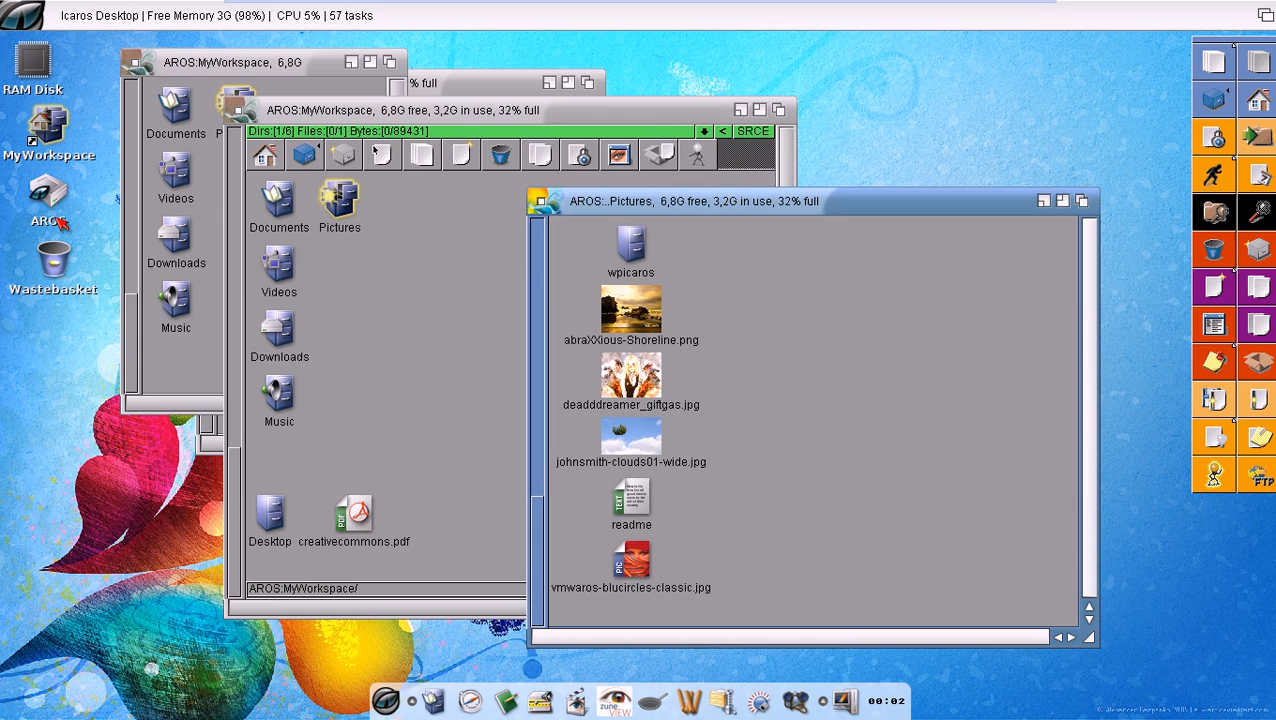 Icaros Desktop | Free Memory 3G (98%) | CPU 5% | 57 tasks
RAM Disk
MyWorkspace
AROS
Wastebasket
AROS:MyWorkspace, 6,8G
Documents
P
Videos
Downloads
Music
% full
AROS:MyWorkspace, 6,8G free, 3,2G in use, 32% full
Dirs:[1/6] Files:[0/1] Bytes:[0/89431]
< SRCE
Documents
Pictures
Videos
Downloads
Music
Desktop
creativecommons.pdf
PDF
AROS:MyWorkspace/
AROS:..Pictures, 6,8G free, 3,2G in use, 32% full
wpicaros
abraXXious-Shoreline.png
deadddreamer_giftgas.jpg
johnsmith-clouds01-wide.jpg
TEXT
readme
PIC
vmwaros-blucircles-classic.jpg
FTP
zune
VIEW
00:02